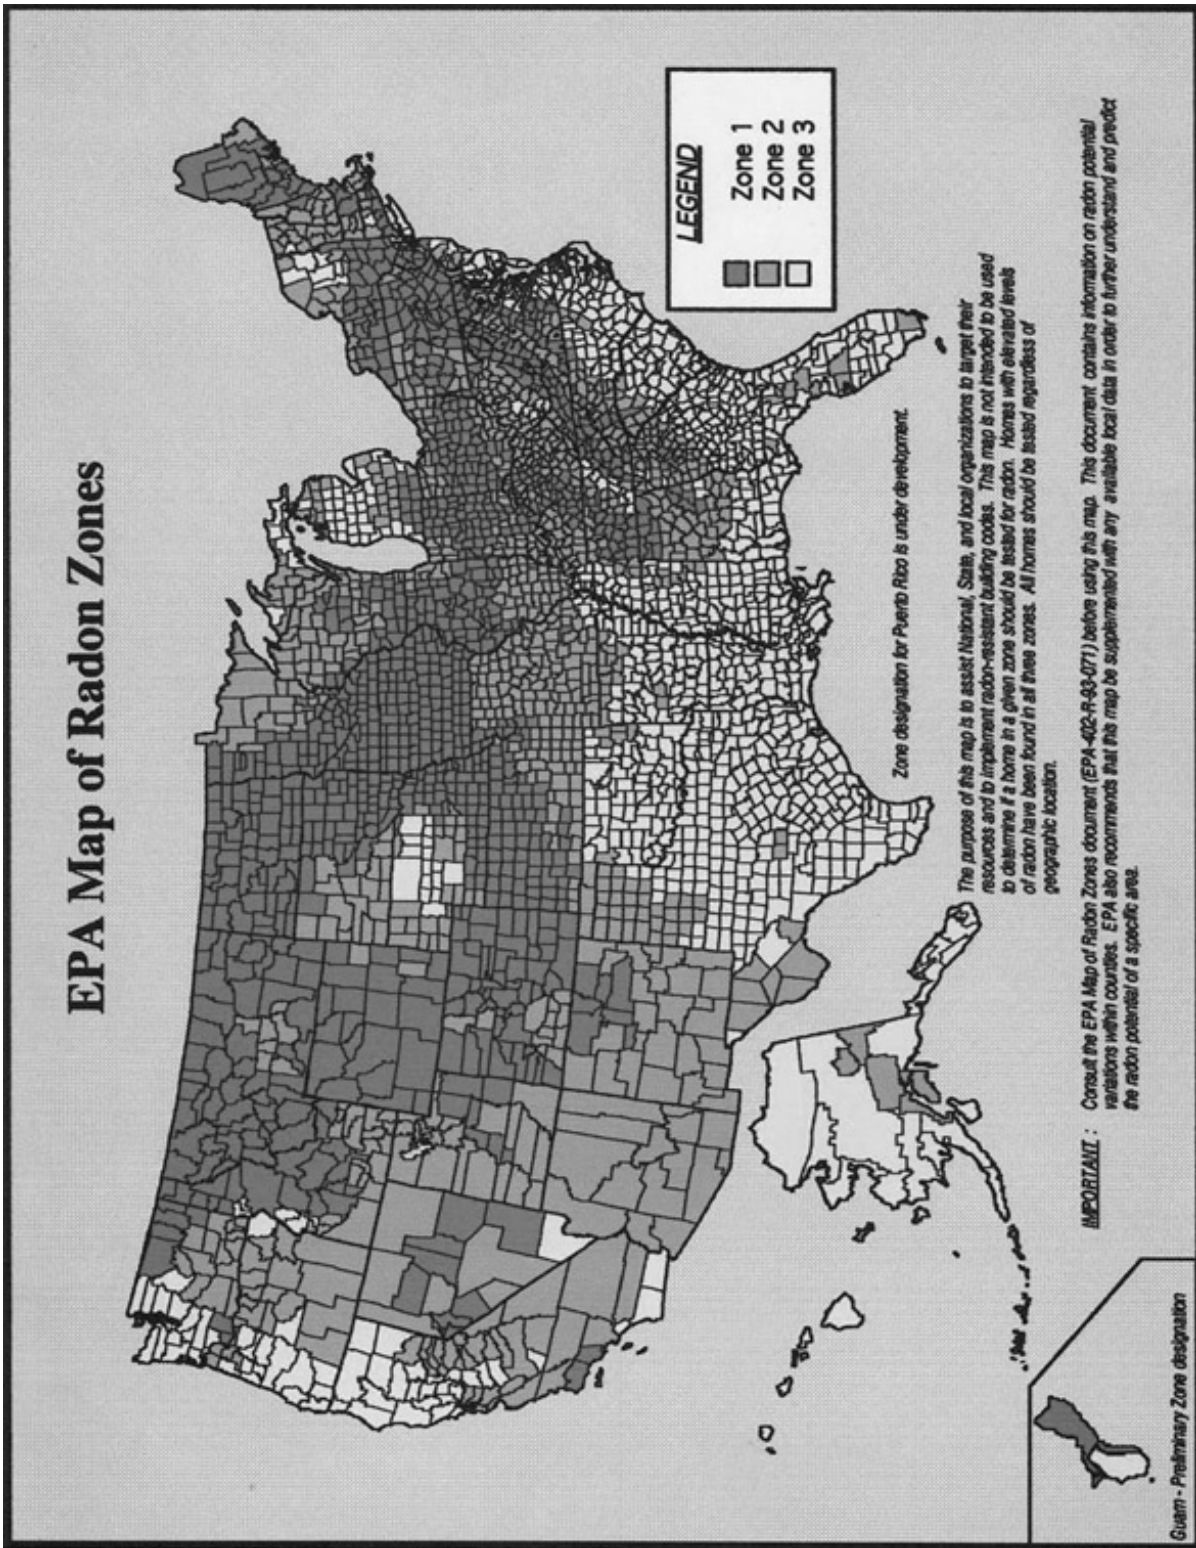 EPA Map of Radon Zones
LEGEND
Zone 1
Zone 2
Zone 3
Zone designation for Puerto Rico is under development.
The purpose of this map is to assist National, State, and local organizations to target their
resources and to implement radon-resistant building codes. This map is not intended to be used
to determine if a home in a given zone should be tested for radon. Homes with elevated levels
of radon have been found in all three zones. All homes should be tested regardless of
geographic location.
IMPORTANT : Consult the EPA Map of Radon Zones document (EPA-402-R-93-071) before using this map. This document contains information on radon potential
variations within counties. EPA also recommends that this map be supplemented with any available local data in order to further understand and predict
the radon potential of a specific area.
Guam - Preliminary Zone designation